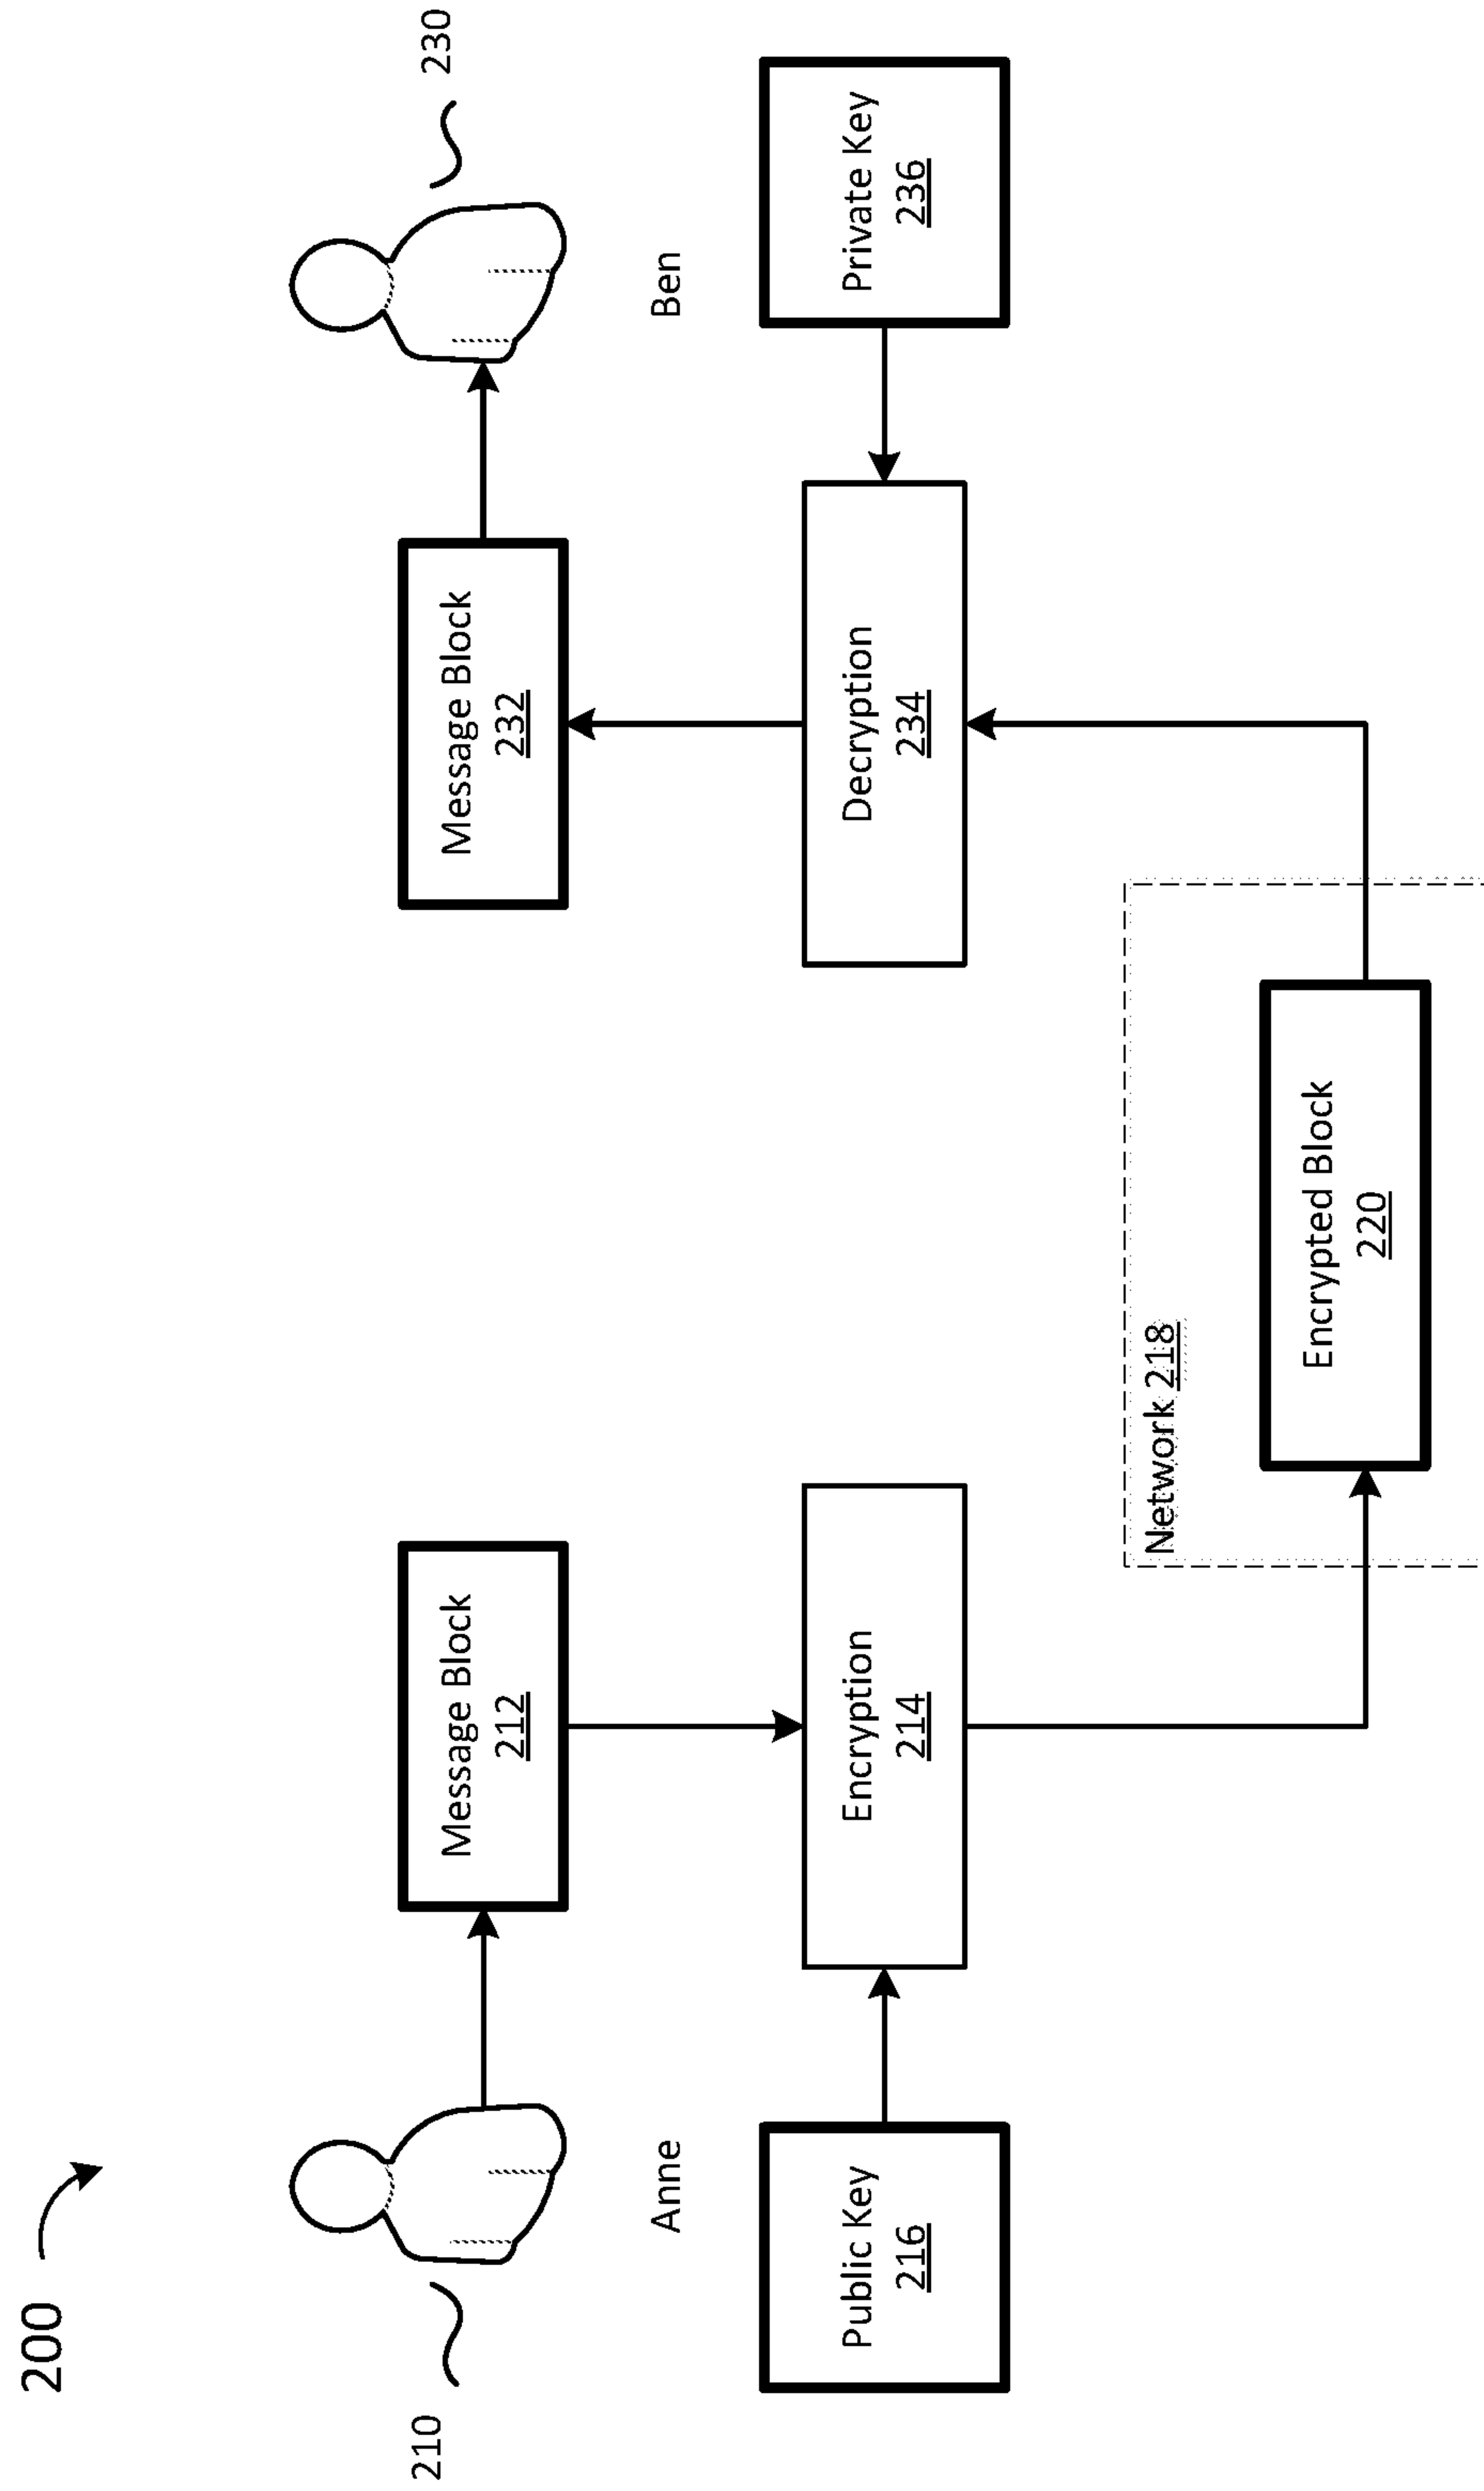 200
210
Anne
Message Block
212
Public Key
216
Encryption
214
Network 218
Encrypted Block
220
Message Block
232
Decryption
234
230
Ben
Private Key
236